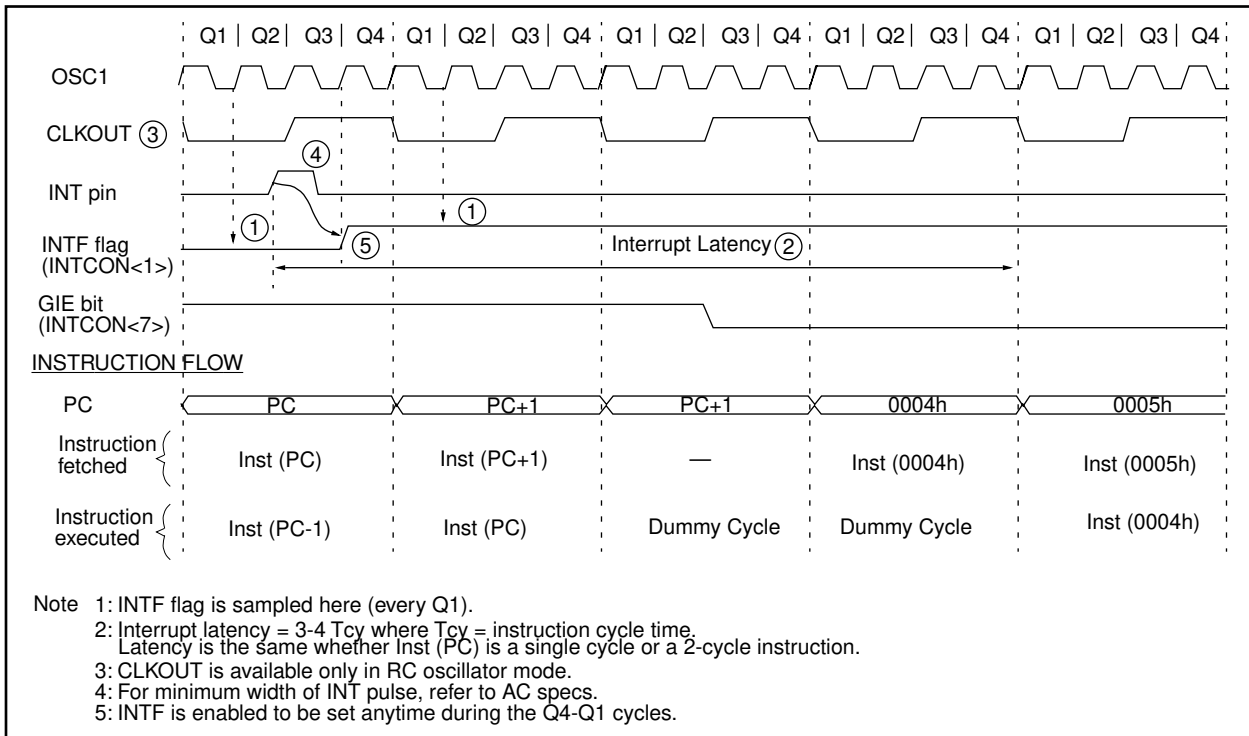 Q1 | Q2 | Q3 | Q4 Q1 | Q2 | Q3 | Q4 Q1 | Q2 | Q3 | Q4 Q1 | Q2 | Q3 | Q4 Q1 | Q2 | Q3 | Q4
OSC1
CLKOUT 3
4
INT pin
1 1
INTF flag
(INTCON<1>)
5
Interrupt Latency 2
GIE bit
(INTCON<7>)
INSTRUCTION FLOW
PC PC PC+1 PC+1 0004h 0005h
Instruction
fetched
Inst (PC) Inst (PC+1) — Inst (0004h) Inst (0005h)
Instruction
executed
Inst (PC-1) Inst (PC) Dummy Cycle Dummy Cycle Inst (0004h)
Note 1: INTF flag is sampled here (every Q1).
2: Interrupt latency = 3-4 Tcy where Tcy = instruction cycle time.
Latency is the same whether Inst (PC) is a single cycle or a 2-cycle instruction.
3: CLKOUT is available only in RC oscillator mode.
4: For minimum width of INT pulse, refer to AC specs.
5: INTF is enabled to be set anytime during the Q4-Q1 cycles.